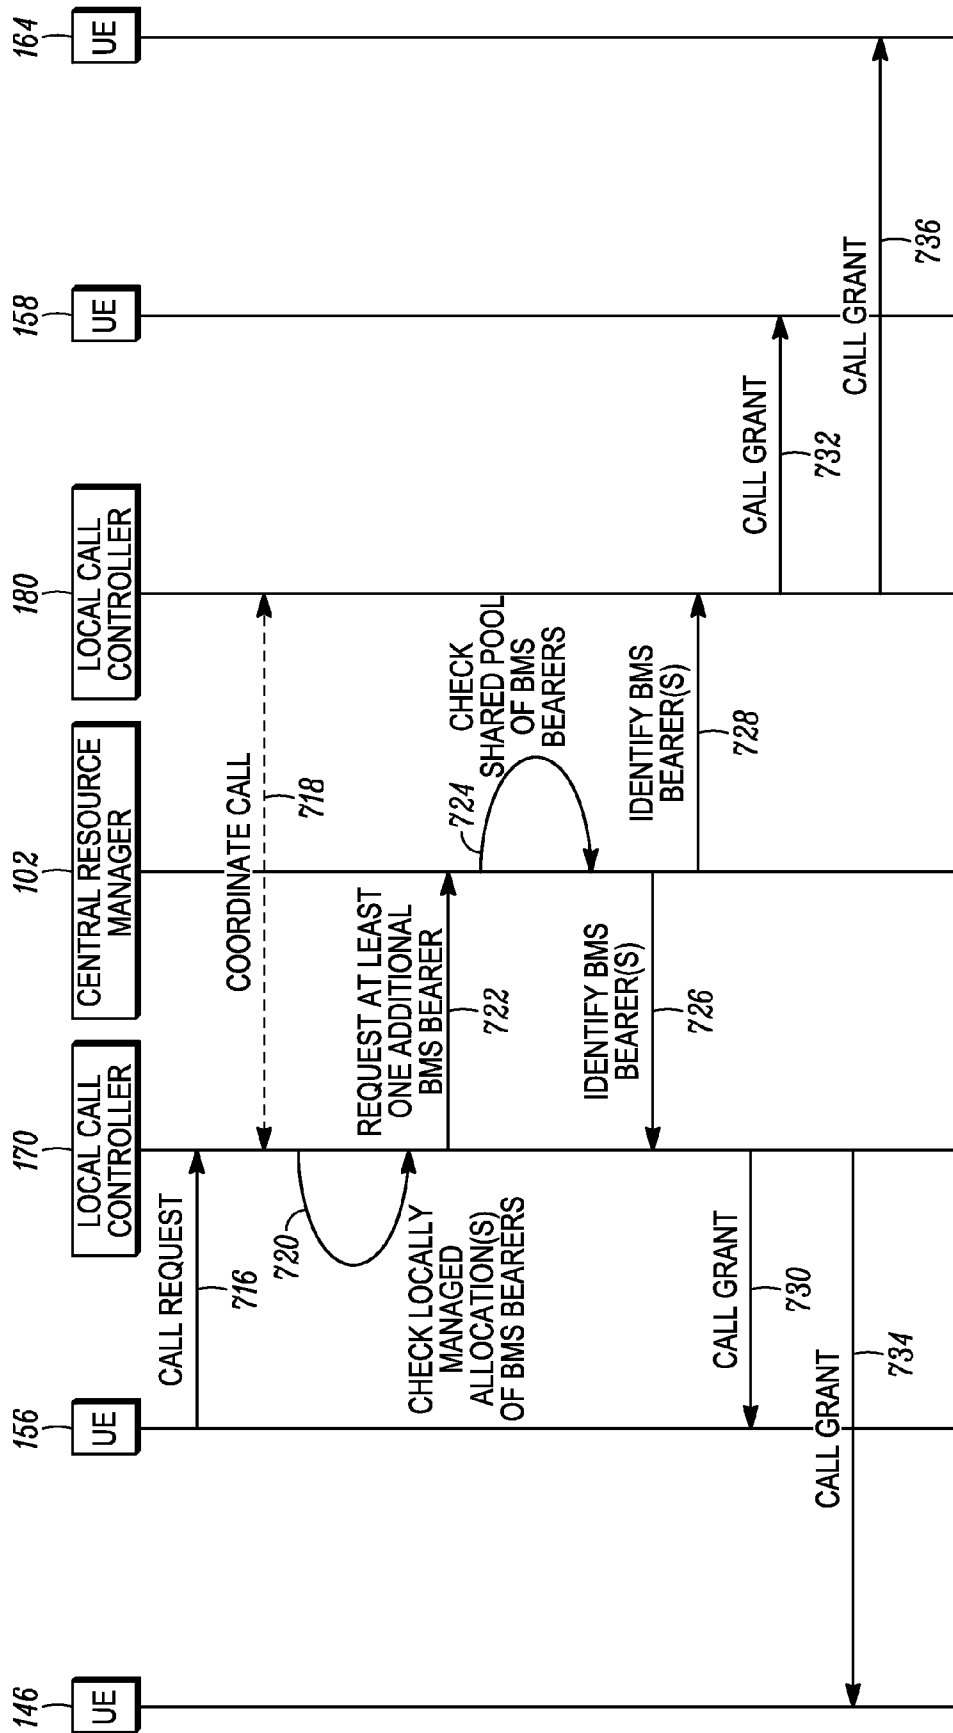 146
UE
156
UE
170
LOCAL CALL
CONTROLLER
102
CENTRAL RESOURCE
MANAGER
180
LOCAL CALL
CONTROLLER
158
UE
164
UE
CALL REQUEST
716
COORDINATE CALL
718
720
CHECK LOCALLY
MANAGED
ALLOCATION(S)
OF BMS BEARERS
REQUEST AT LEAST
ONE ADDITIONAL
BMS BEARER
722
724
CHECK
SHARED POOL
OF BMS
BEARERS
IDENTIFY BMS
BEARER(S)
726
IDENTIFY BMS
BEARER(S)
728
CALL GRANT
730
CALL GRANT
732
CALL GRANT
734
CALL GRANT
736